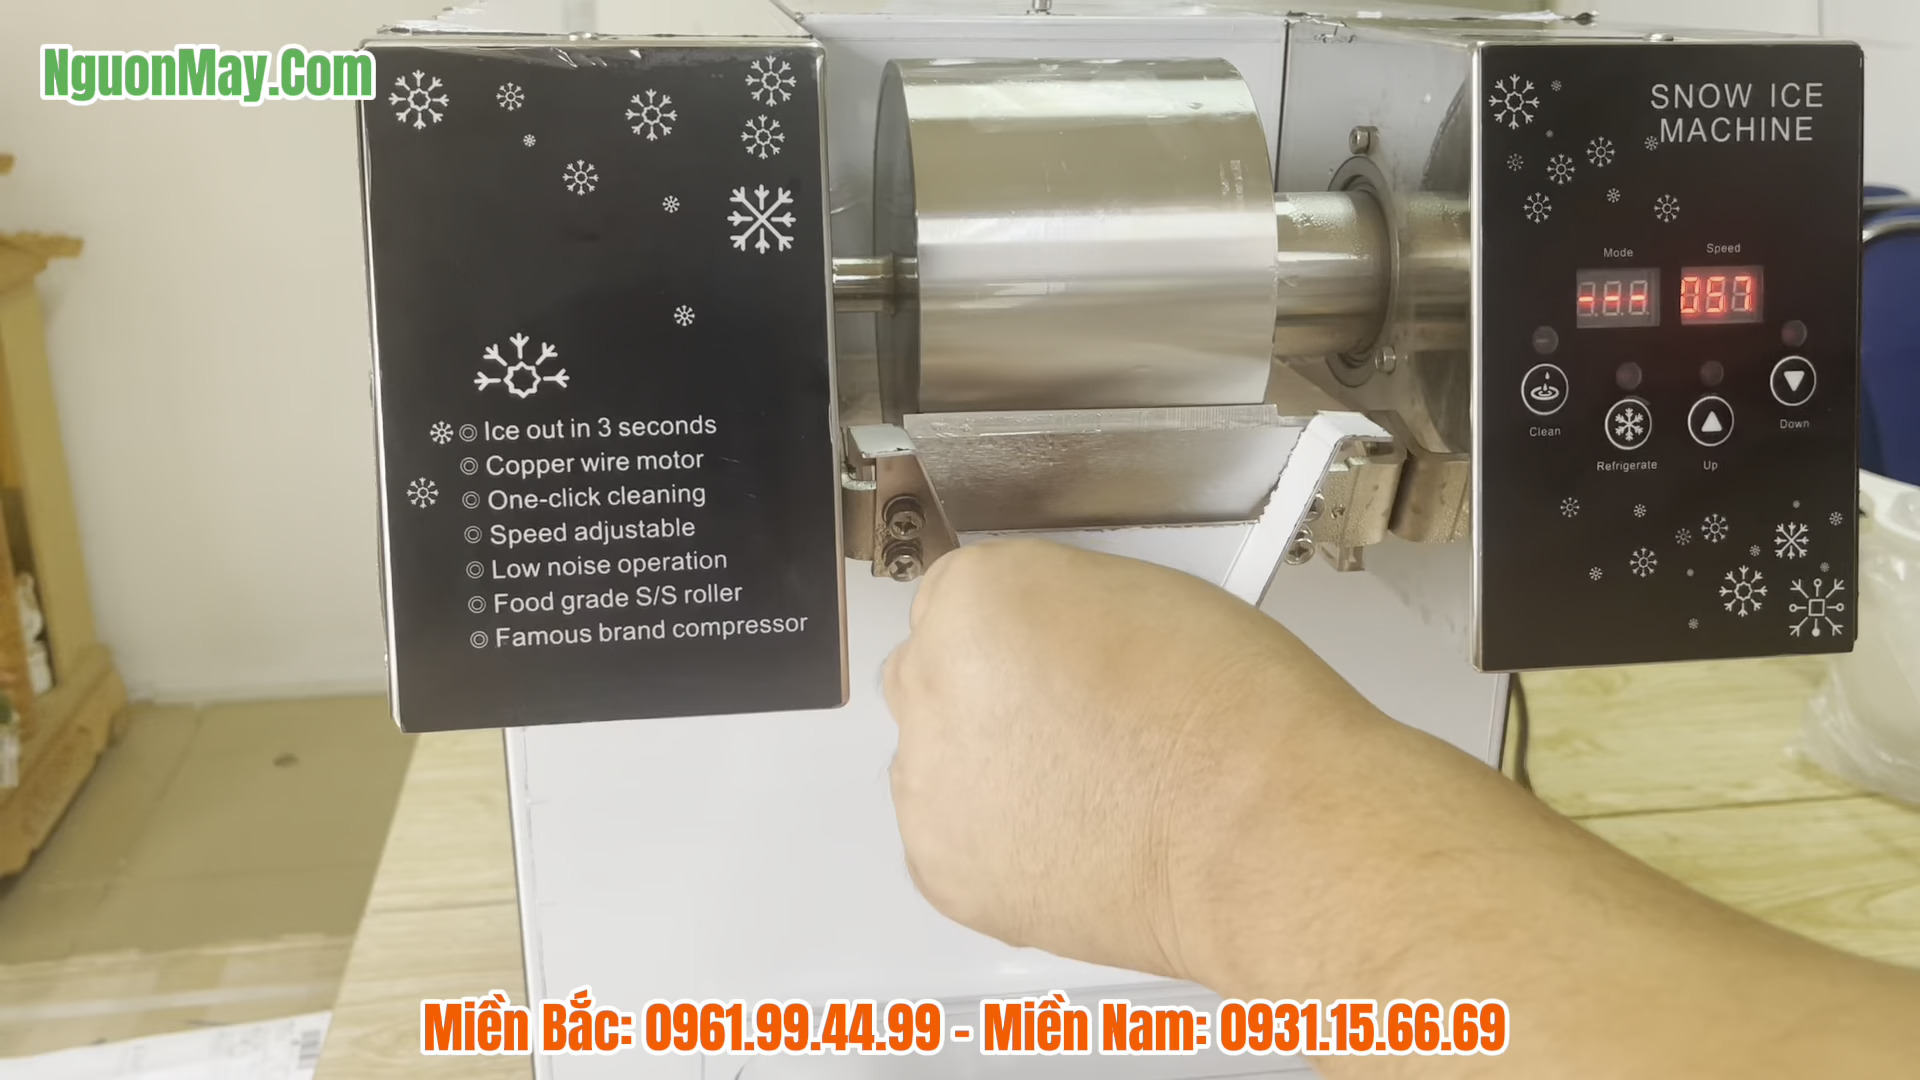 NguonMay.Com
SNOW ICE
MACHINE
Mode
Speed
087
Clean
Refrigerate
Up
Down
Ice out in 3 seconds
Copper wire motor
One-click cleaning
Speed adjustable
Low noise operation
Food grade S/S roller
Famous brand compressor
Miền Bắc: 0961.99.44.99 - Miền Nam: 0931.15.66.69